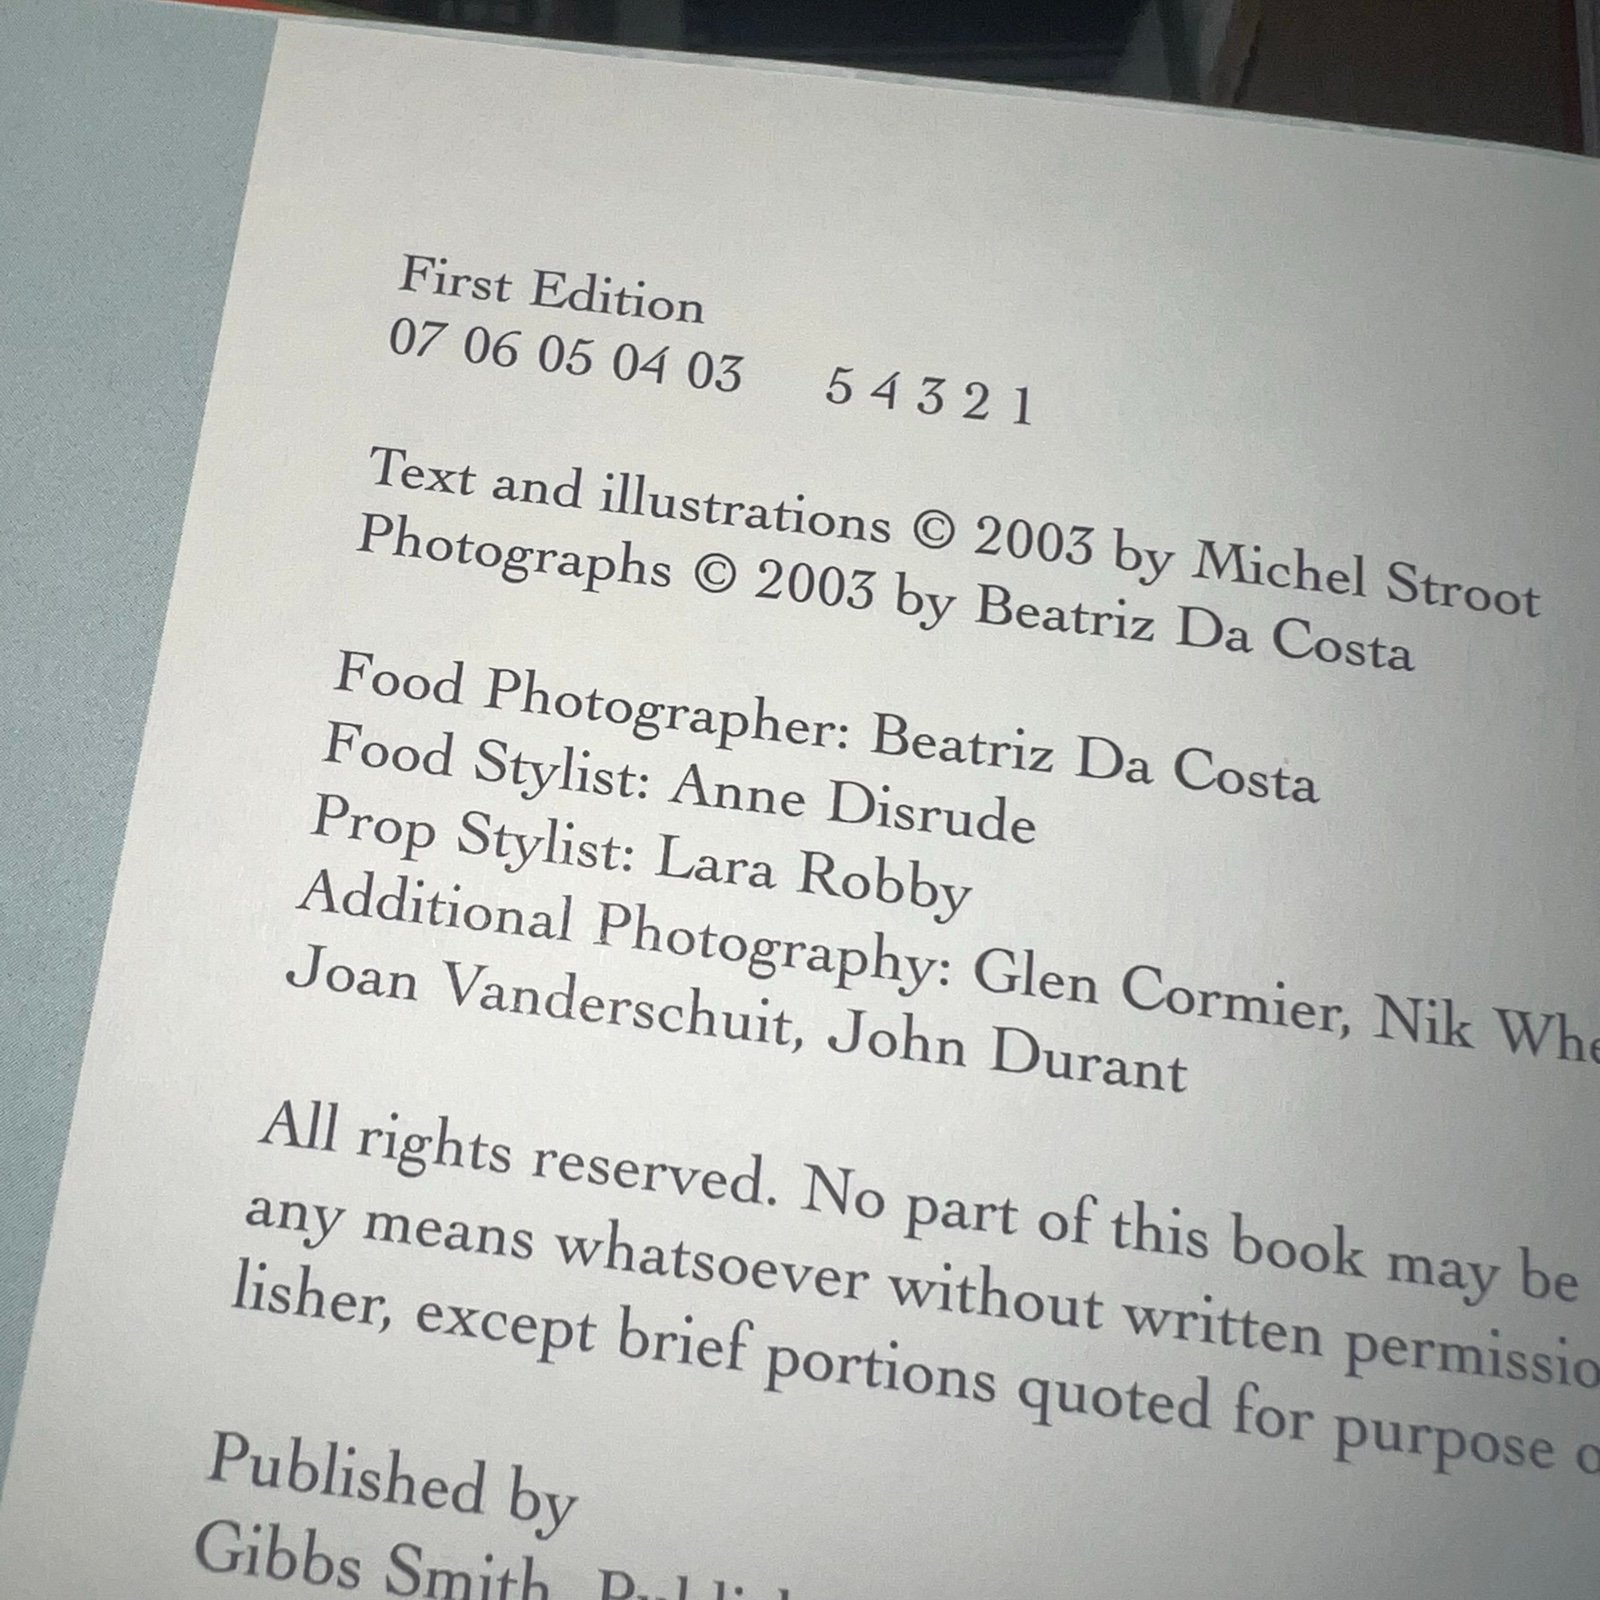 First Edition
07 06 05 04 03 5 4 3 2 1
Text and illustrations © 2003 by Michel Stroot
Photographs © 2003 by Beatriz Da Costa
Food Photographer: Beatriz Da Costa
Food Stylist: Anne Disrude
Prop Stylist: Lara Robby
Additional Photography: Glen Cormier, Nik
Joan Vanderschuit, John Durant
All rights reserved. No part of this book may be
any means whatsoever without written
lisher, except brief portions quoted for purpose
Published by
Gibbs Smith,